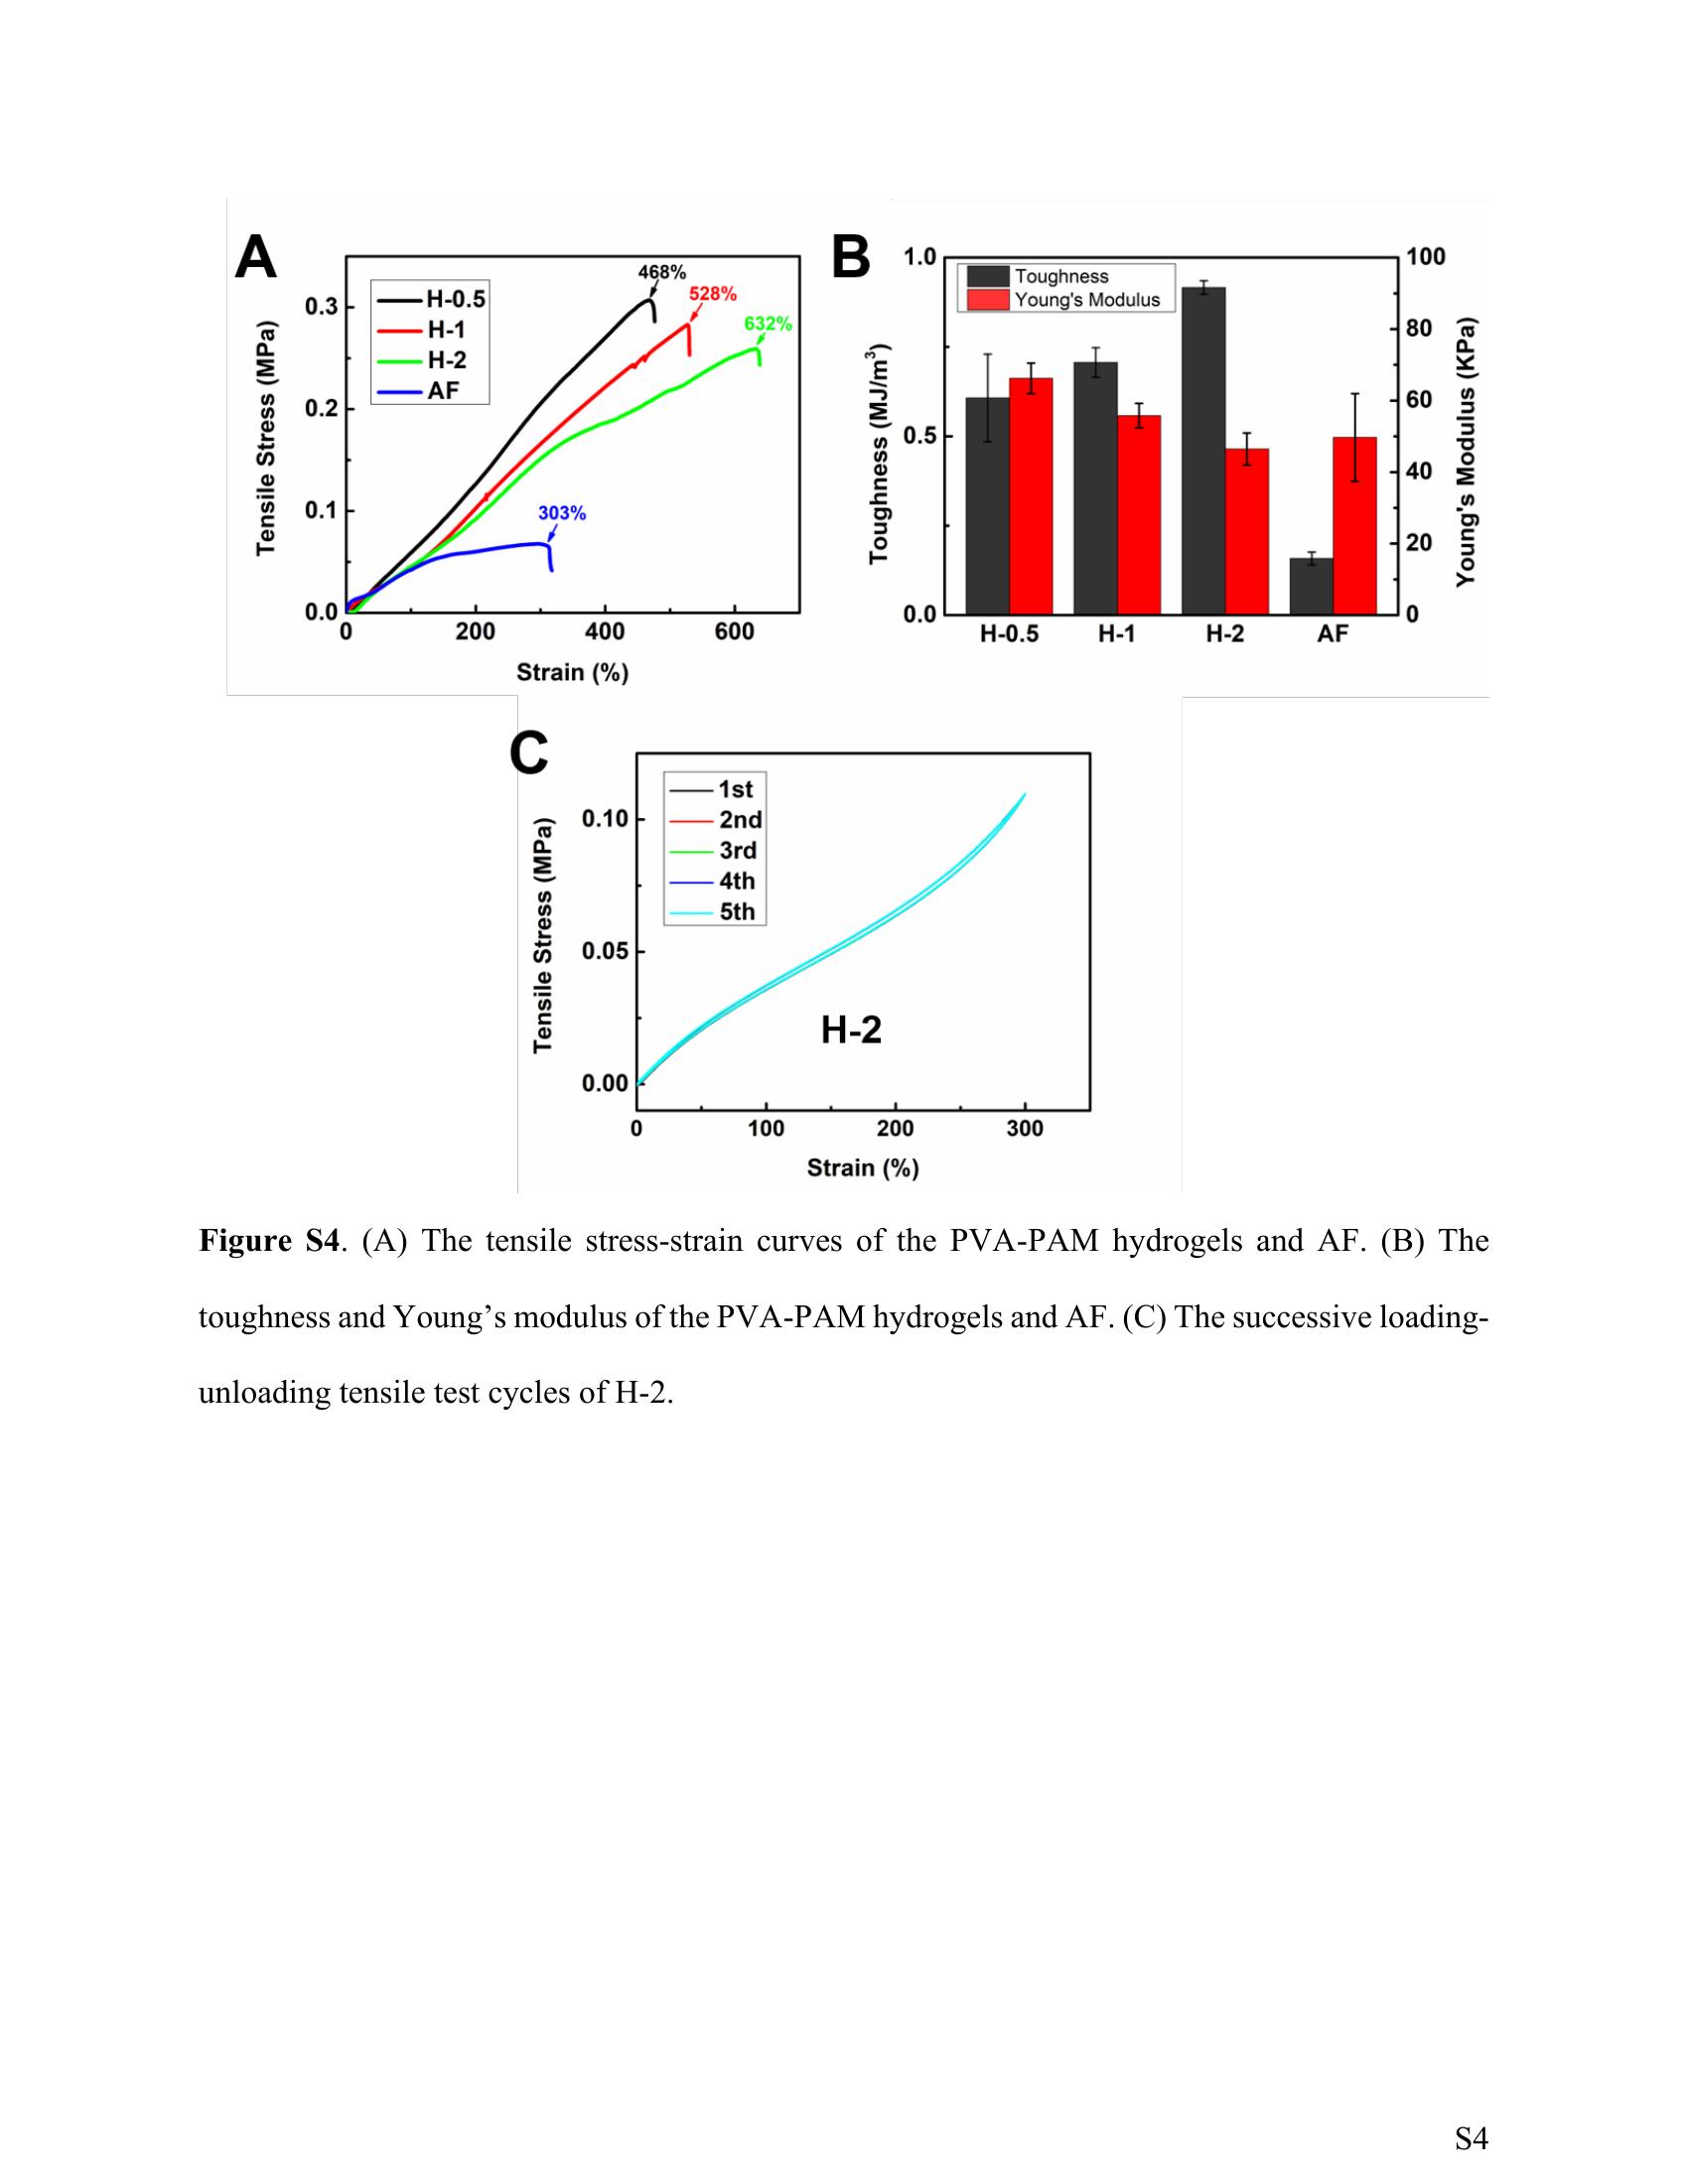 A
Tensile Stress (MPa)
0.3
0.2
0.1
0.0
0
200
400
600
Strain (%)
H-0.5
H-1
H-2
AF
468%
528%
632%
303%
B
Toughness (MJ/m³)
1.0
0.5
0.0
Toughness
Young's Modulus
H-0.5
H-1
H-2
AF
100
80
60
40
20
0
Young's Modulus (KPa)
C
Tensile Stress (MPa)
0.10
0.05
0.00
1st
2nd
3rd
4th
5th
H-2
0
100
200
300
Strain (%)
Figure S4. (A) The tensile stress-strain curves of the PVA-PAM hydrogels and AF. (B) The
toughness and Young’s modulus of the PVA-PAM hydrogels and AF. (C) The successive loading-
unloading tensile test cycles of H-2.
S4